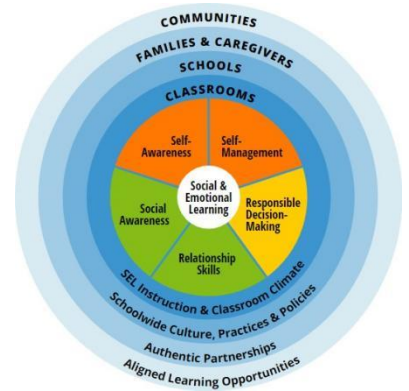 COMMUNITIES
FAMILIES & CAREGIVERS
SCHOOLS
CLASSROOMS
Self-
Awareness
Self-
Management
Social &
Emotional
Learning
Social
Awareness
Responsible
Decision-
Making
Relationship
Skills
SEL Instruction & Classroom Climate
Schoolwide Culture, Practices & Policies
Authentic Partnerships
Aligned Learning Opportunities